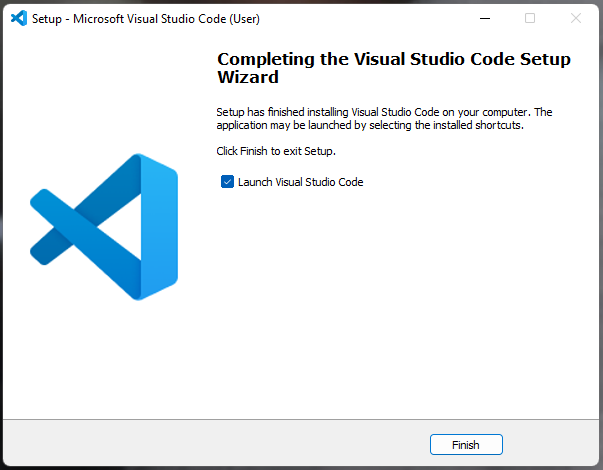 Setup - Microsoft Visual Studio Code (User)
Completing the Visual Studio Code Setup
Wizard
Setup has finished installing Visual Studio Code on your computer. The
application may be launched by selecting the installed shortcuts.
Click Finish to exit Setup.
Launch Visual Studio Code
Finish